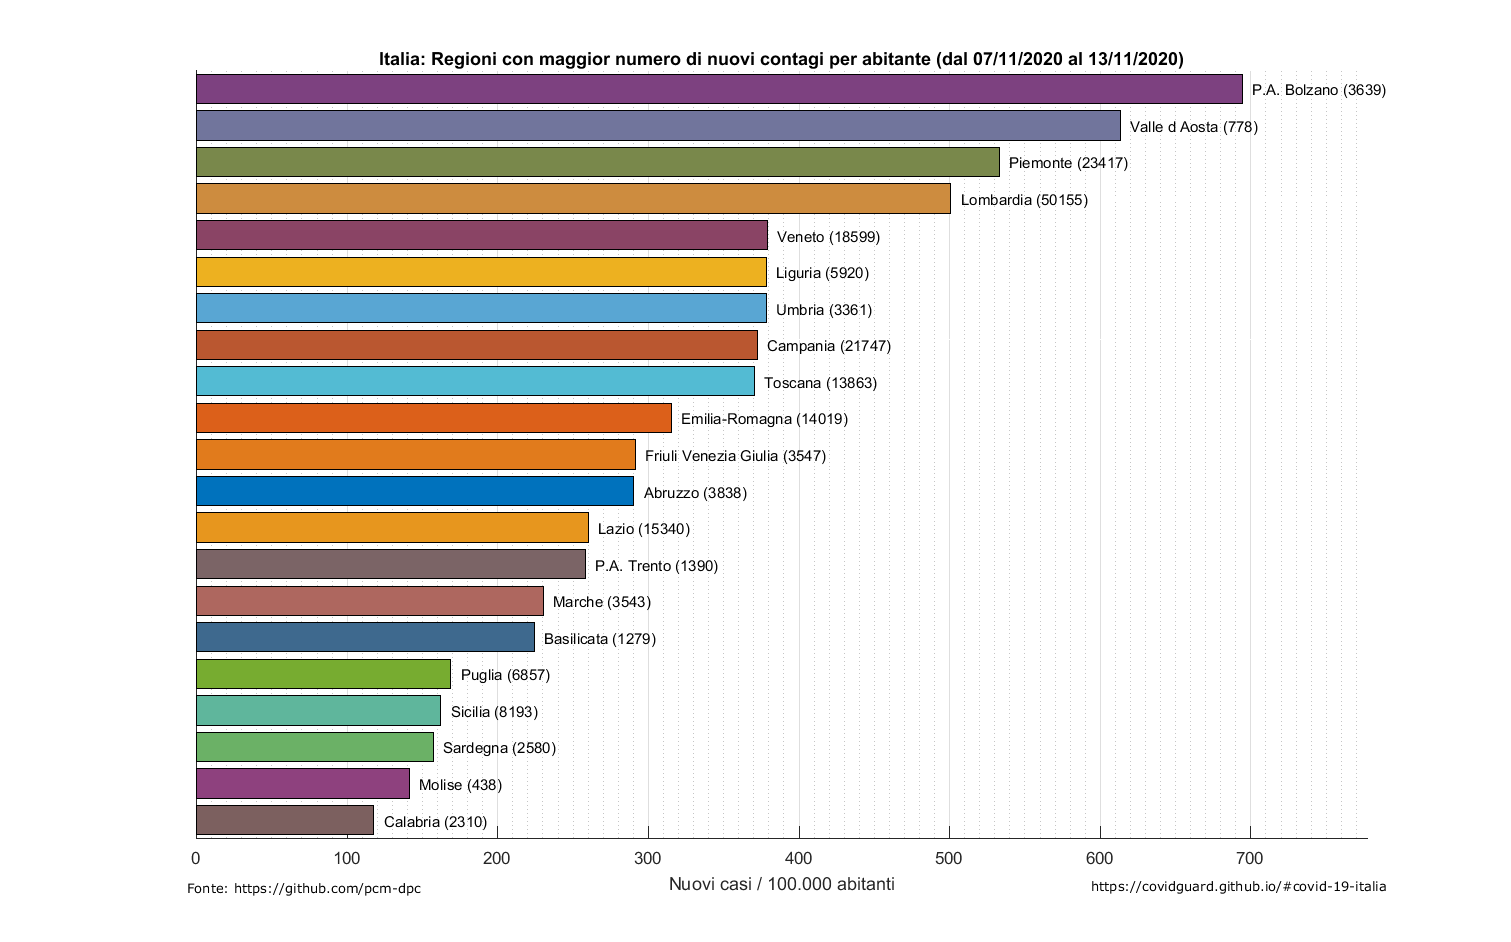 Italia: Regioni con maggior numero di nuovi contagi per abitante (dal 07/11/2020 al 13/11/2020)
P.A. Bolzano (3639)
Valle d Aosta (778)
Piemonte (23417)
Lombardia (50155)
Veneto (18599)
Liguria (5920)
Umbria (3361)
Campania (21747)
Toscana (13863)
Emilia-Romagna (14019)
Friuli Venezia Giulia (3547)
Abruzzo (3838)
Lazio (15340)
P.A. Trento (1390)
Marche (3543)
Basilicata (1279)
Puglia (6857)
Sicilia (8193)
Sardegna (2580)
Molise (438)
Calabria (2310)
0 100 200 300 400 500 600 700
Nuovi casi / 100.000 abitanti
Fonte: https://github.com/pcm-dpc
https://covidguard.github.io/#covid-19-italia